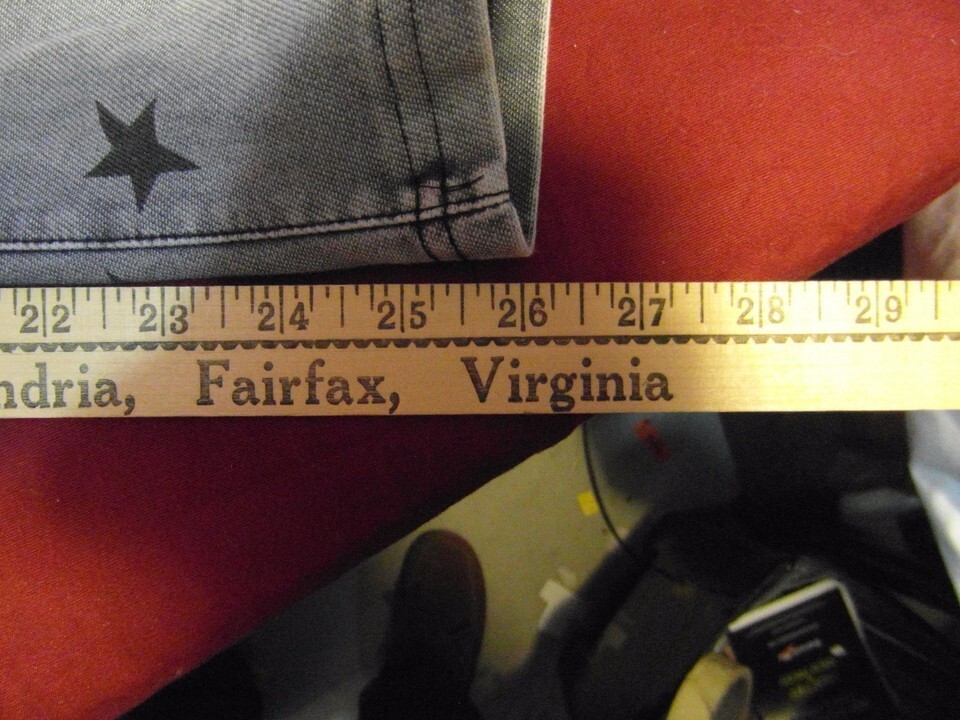 22 23 24 25 26 27 28 29
ndria, Fairfax, Virginia